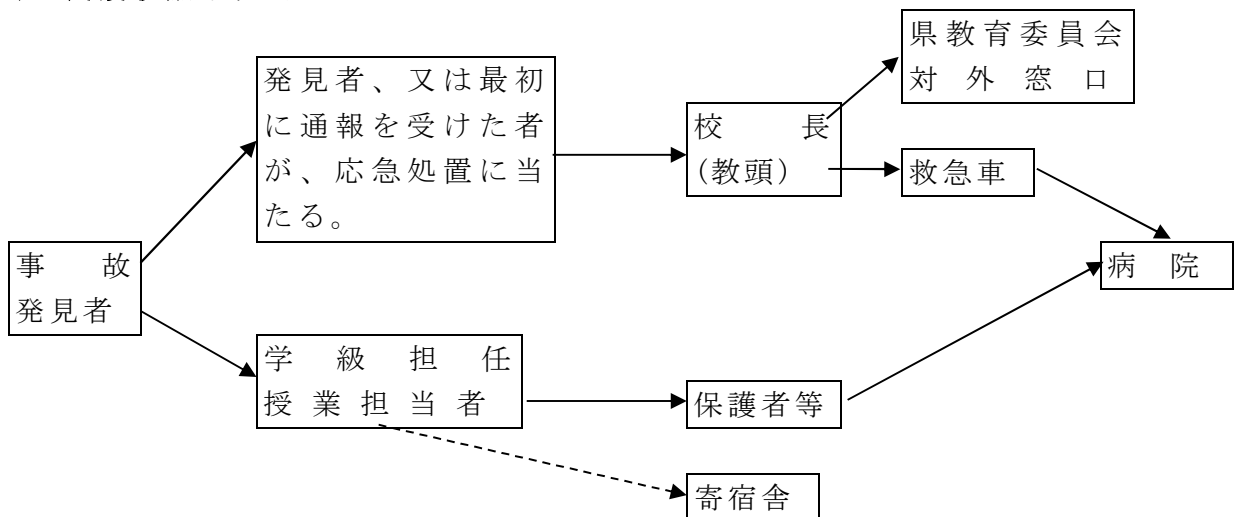 県教育委員会
対外窓口
発見者、又は最初
に通報を受けた者
が、応急処置に当
たる。
校長
(教頭)
救急車
事故
発見者
病院
学級担任
授業担当者
保護者等
寄宿舎